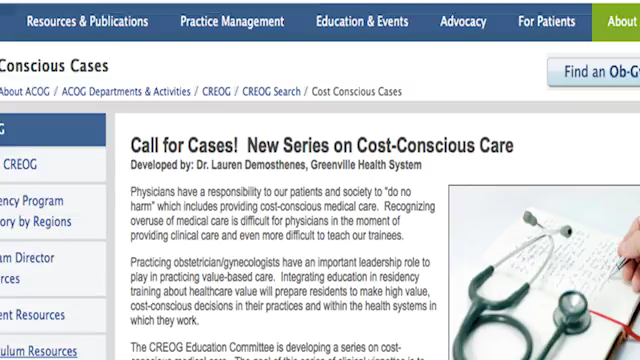 Resources & Publications Practice Management Education & Events Advocacy For Patients About
Conscious Cases
Find an Ob-G
About ACOG / ACOG Departments & Activities / CREOG / CREOG Search / Cost Conscious Cases
G
CREOG
Call for Cases! New Series on Cost-Conscious Care
Developed by: Dr. Lauren Demosthenes, Greenville Health System
Physicians have a responsibility to our patients and society to "do no
harm" which includes providing cost-conscious medical care. Recognizing
overuse of medical care is difficult for physicians in the moment of
providing clinical care and even more difficult to teach our trainees.
ency Program
ory by Regions
am Director
rces
ent Resources
ulum Resources
Practicing obstetrician/gynecologists have an important leadership role to
play in practicing value-based care. Integrating education in residency
training about healthcare value will prepare residents to make high value,
cost-conscious decisions in their practices and within the health systems in
which they work.
The CREOG Education Committee is developing a series on cost-